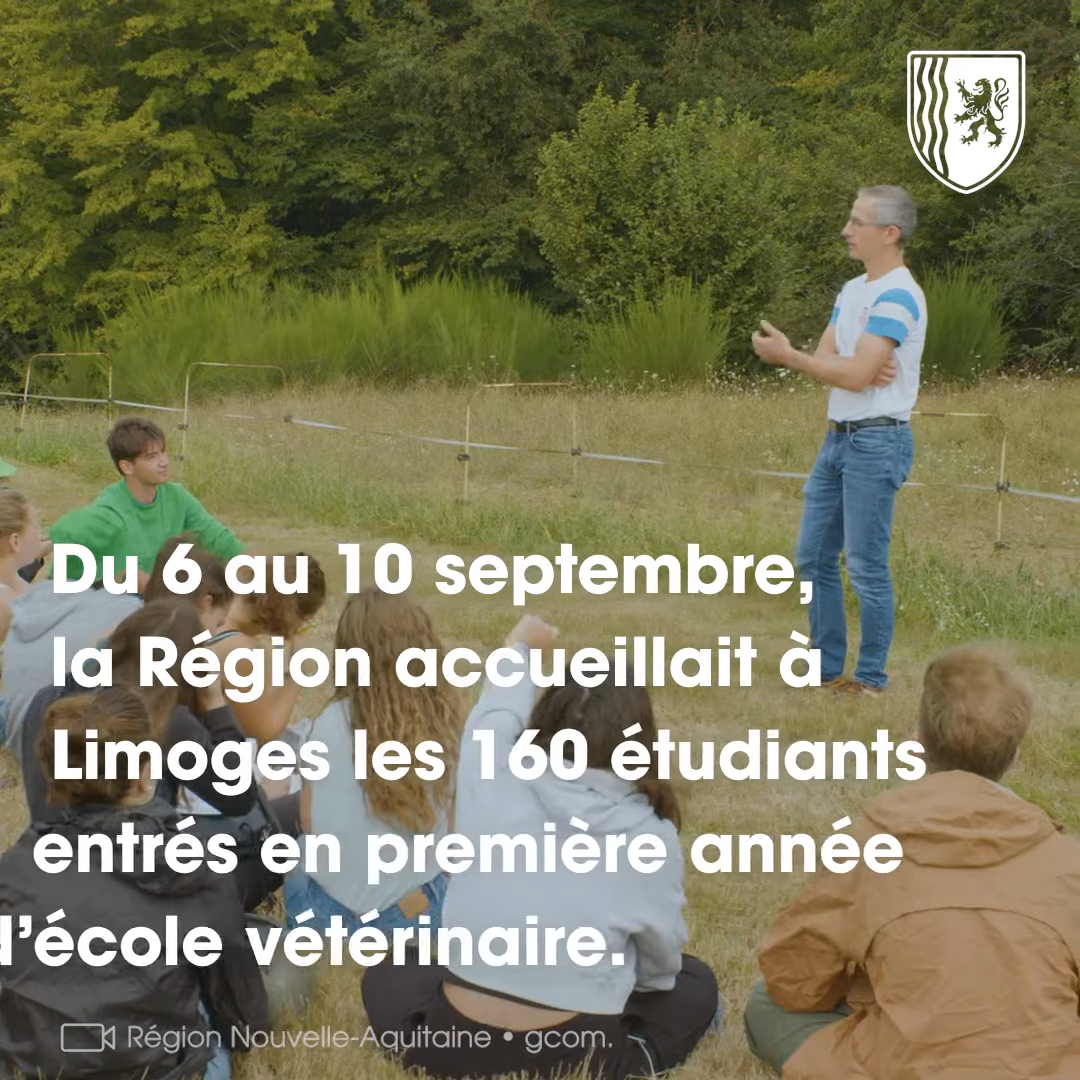 Du 6 au 10 septembre,
la Région accueillait à
Limoges les 160 étudiants
entrés en première année
d’école vétérinaire.
Région Nouvelle-Aquitaine • gcom.